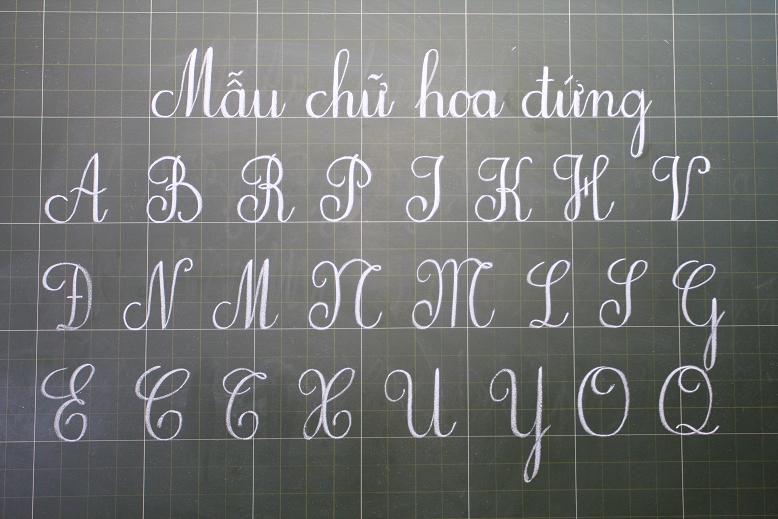 Mẫu chữ hoa đứng
A B R P I K H V
Đ N M N M L S G
E C T X U Y O Q